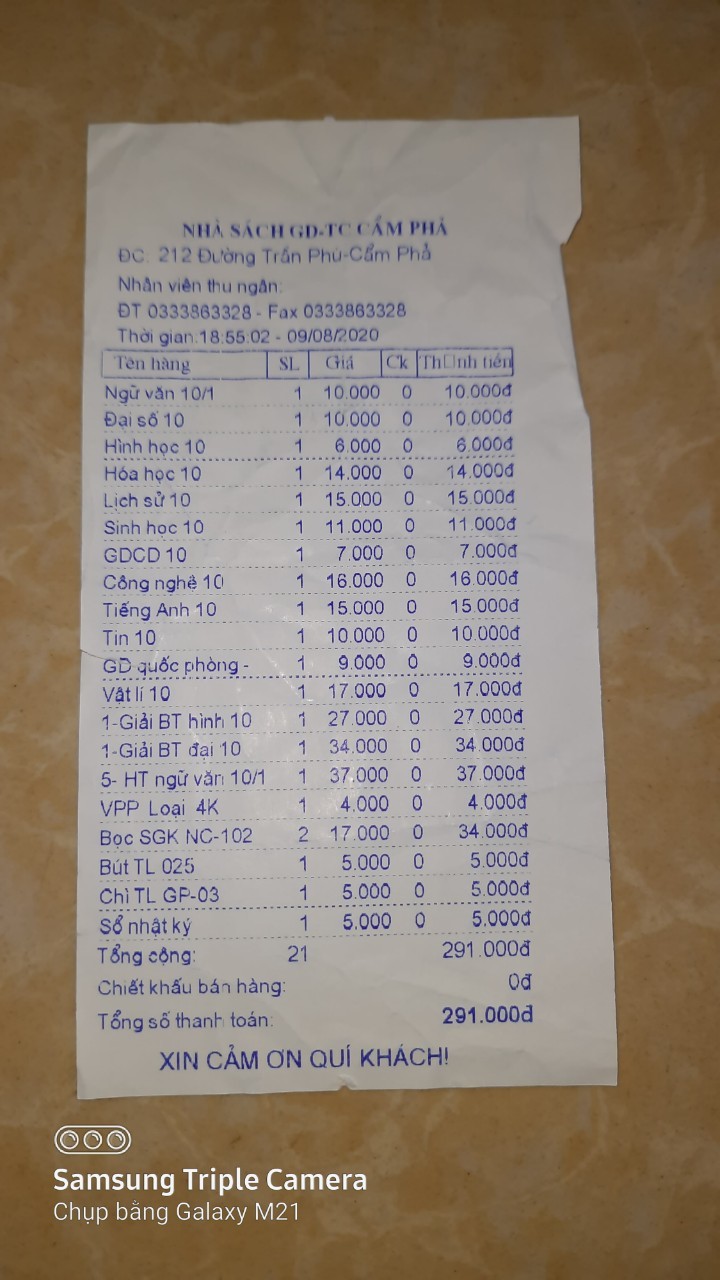 NHÀ SÁCH GD-TC CẨM PHẢ
ĐC: 212 Đường Trần Phú-Cẩm Phả
Nhân viên thu ngân:
ĐT 0333863328 - Fax 0333863328
Thời gian:18:55:02 - 09/08/2020
Tên hàng SL Giá Ck Th□nh tiền
Ngữ văn 10/1 1 10.000 0 10.000đ
Đại số 10 1 10.000 0 10.000đ
Hình học 10 1 6.000 0 6.000đ
Hóa học 10 1 14.000 0 14.000đ
Lịch sử 10 1 15.000 0 15.000đ
Sinh học 10 1 11.000 0 11.000đ
GDCD 10 1 7.000 0 7.000đ
Công nghệ 10 1 16.000 0 16.000đ
Tiếng Anh 10 1 15.000 0 15.000đ
Tin 10 1 10.000 0 10.000đ
GD quốc phòng - 1 9.000 0 9.000đ
Vật lí 10 1 17.000 0 17.000đ
1-Giải BT hình 10 1 27.000 0 27.000đ
1-Giải BT đại 10 1 34.000 0 34.000đ
5- HT ngữ văn 10/1 1 37.000 0 37.000đ
VPP Loại 4K 1 4.000 0 4.000đ
Bọc SGK NC-102 2 17.000 0 34.000đ
Bút TL 025 1 5.000 0 5.000đ
Chì TL GP-03 1 5.000 0 5.000đ
Sổ nhật ký 1 5.000 0 5.000đ
Tổng cộng: 21 291.000đ
Chiết khấu bán hàng: 0đ
Tổng số thanh toán: 291.000đ
XIN CẢM ƠN QUÍ KHÁCH!
Samsung Triple Camera
Chụp bằng Galaxy M21